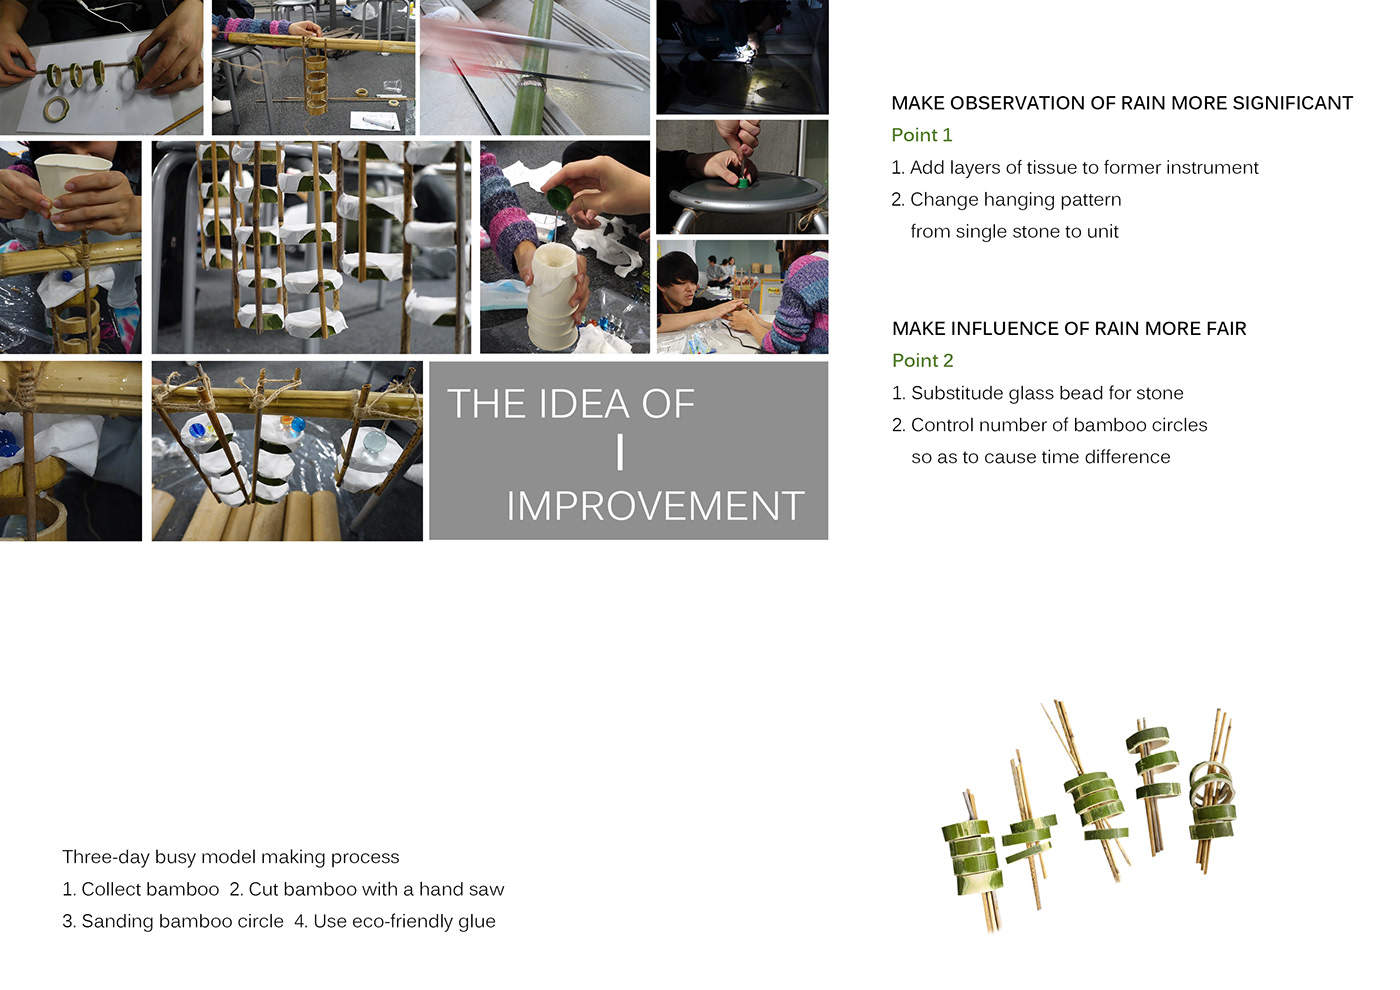 THE IDEA OF
I
IMPROVEMENT
MAKE OBSERVATION OF RAIN MORE SIGNIFICANT
Point 1
1. Add layers of tissue to former instrument
2. Change hanging pattern
from single stone to unit
MAKE INFLUENCE OF RAIN MORE FAIR
Point 2
1. Substitude glass bead for stone
2. Control number of bamboo circles
so as to cause time difference
Three-day busy model making process
1. Collect bamboo 2. Cut bamboo with a hand saw
3. Sanding bamboo circle 4. Use eco-friendly glue